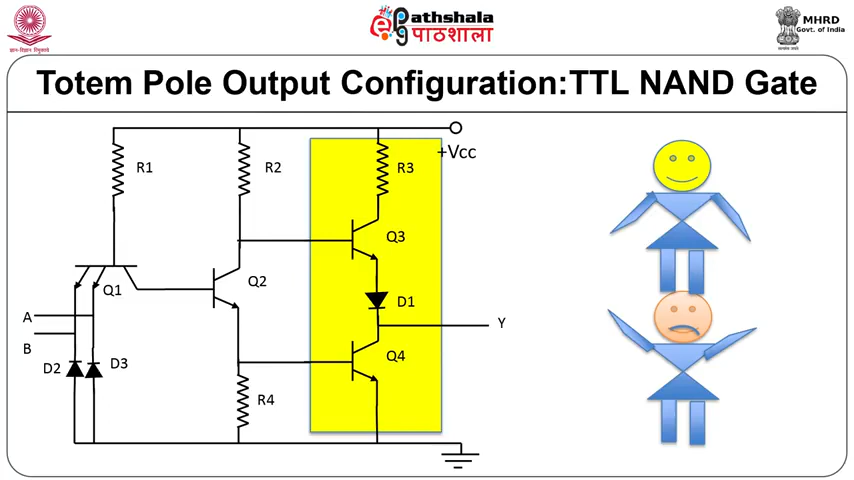 ePathshala
पाठशाला
MHRD
Govt. of India
ज्ञान-विज्ञान विमुक्तये
Totem Pole Output Configuration:TTL NAND Gate
+Vcc
R1
R2
R3
Q3
Q2
Q1
D1
A
Y
B
Q4
D2
D3
R4